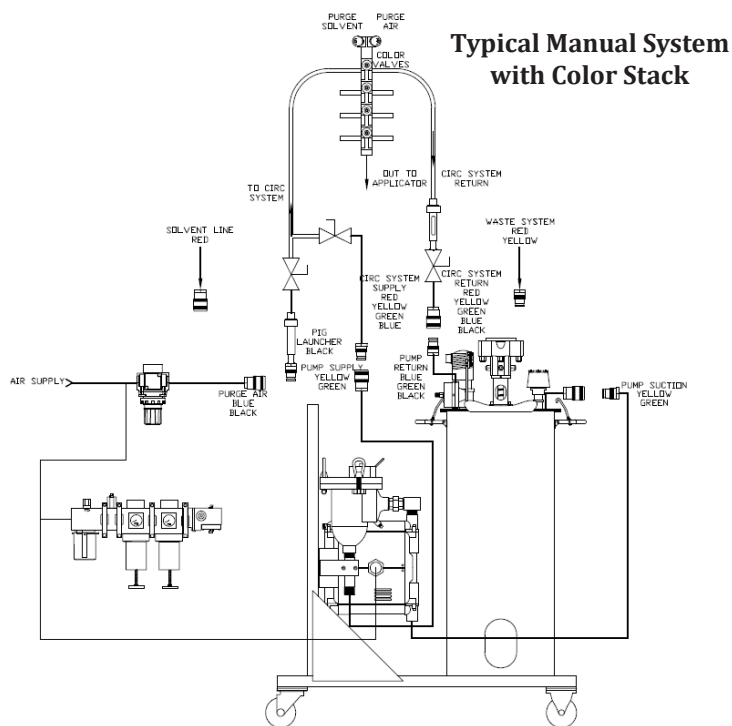 Typical Manual System
with Color Stack
PURGE
SOLVENT
PURGE
AIR
COLOR
VALVES
OUT TO
APPLICATOR
CIRC SYSTEM
RETURN
TO CIRC
SYSTEM
SOLVENT LINE
RED
WASTE SYSTEM
RED
YELLOW
CIRC SYSTEM
SUPPLY
RED
YELLOW
GREEN
BLUE
CIRC SYSTEM
RETURN
RED
YELLOW
GREEN
BLUE
BLACK
PIG
LAUNCHER
BLACK
PUMP SUPPLY
YELLOW
GREEN
PUMP
RETURN
BLUE
GREEN
BLACK
AIR SUPPLY
PURGE AIR
BLUE
BLACK
PUMP SUCTION
YELLOW
GREEN